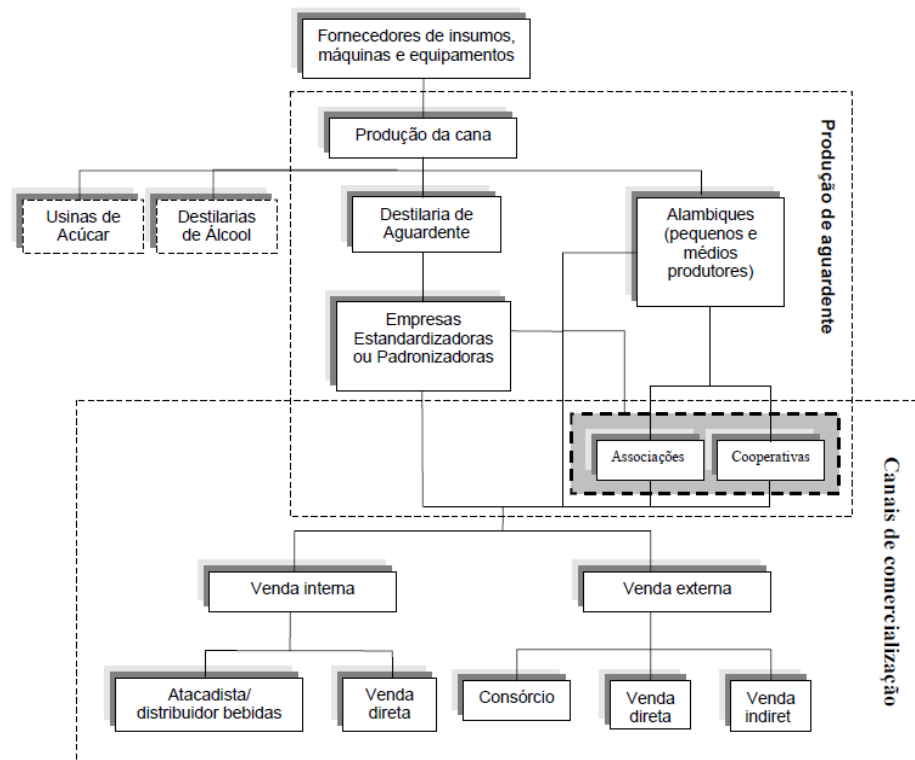 Fornecedores de insumos,
máquinas e equipamentos
Produção da cana
Produção de aguardente
Usinas de
Acúcar
Destilarias
de Álcool
Destilaria de
Aguardente
Alambiques
(pequenos e
médios
produtores)
Empresas
Estandardizadoras
ou Padronizadoras
Associações
Cooperativas
Canais de comercialização
Venda interna
Venda externa
Atacadista/
distribuidor bebidas
Venda
direta
Consórcio
Venda
direta
Venda
indiret